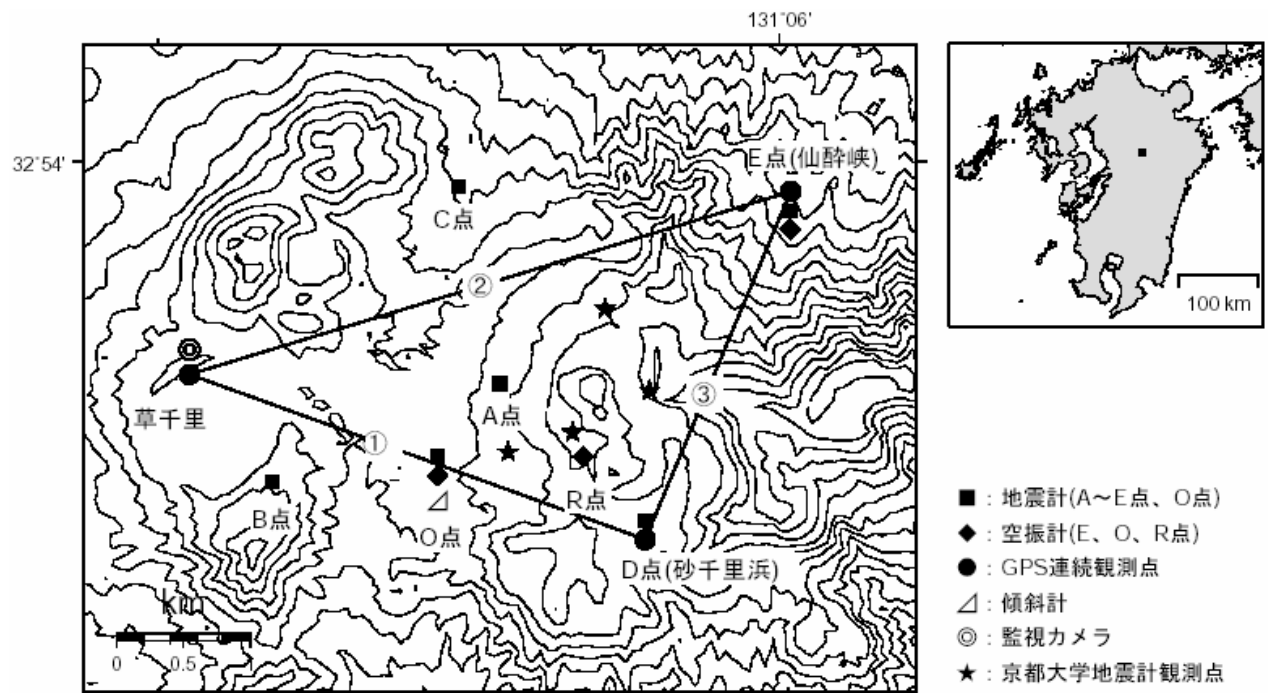 131°06'
32°54'
E点(仙酔峡)
C点
②
③
草千里
A点
①
B点
O点
R点
D点(砂千里浜)
km
0 0.5
100 km
■ : 地震計(A～E点、O点)
◆ : 空振計(E、O、R点)
● : GPS連続観測点
⊿ : 傾斜計
◎ : 監視カメラ
★ : 京都大学地震計観測点